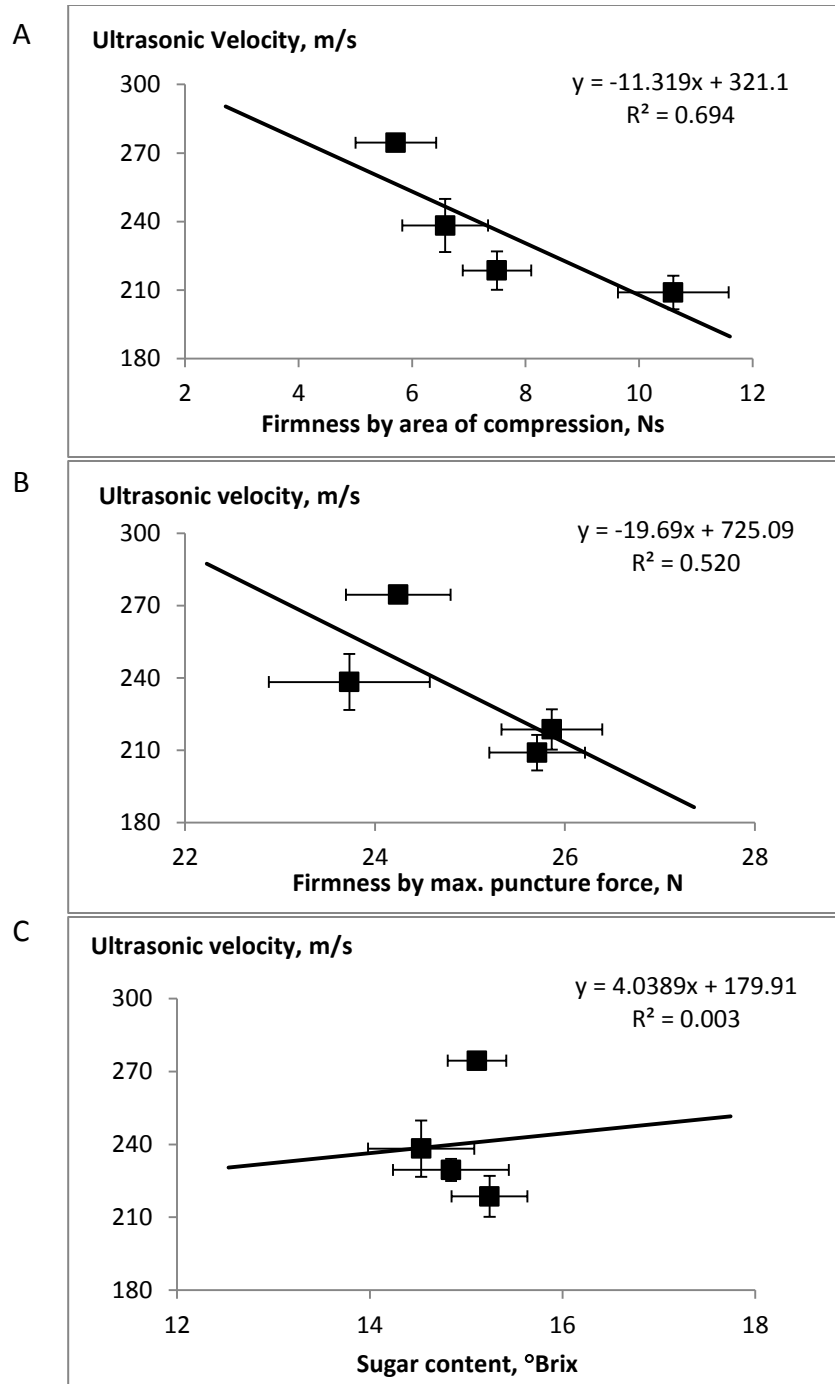 A
Ultrasonic Velocity, m/s
y = -11.319x + 321.1
R² = 0.694
300
270
240
210
180
2 4 6 8 10 12
Firmness by area of compression, Ns
B
Ultrasonic velocity, m/s
y = -19.69x + 725.09
R² = 0.520
300
270
240
210
180
22 24 26 28
Firmness by max. puncture force, N
C
Ultrasonic velocity, m/s
y = 4.0389x + 179.91
R² = 0.003
300
270
240
210
180
12 14 16 18
Sugar content, °Brix